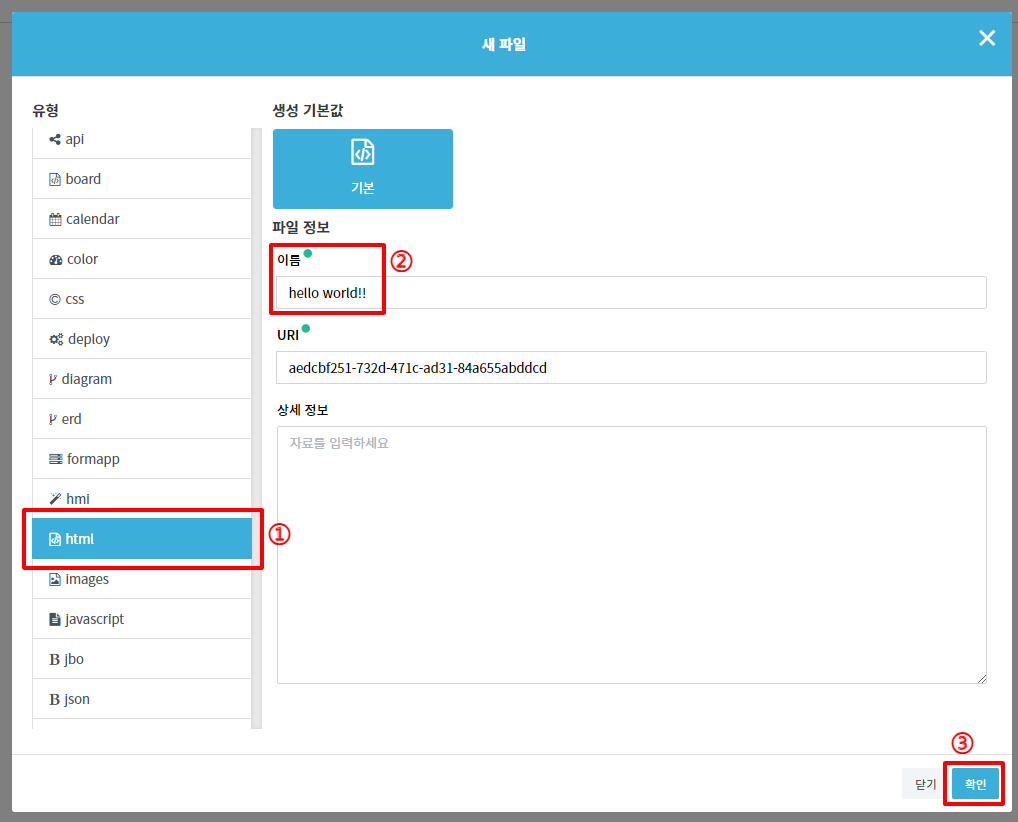 새 파일
유형
api
board
calendar
color
css
deploy
diagram
erd
formapp
hmi
html
①
images
javascript
jbo
json
생성 기본값
기본
파일 정보
이름
②
hello world!!
URI
aedcbf251-732d-471c-ad31-84a655abddcd
상세 정보
자료를 입력하세요
③
닫기
확인